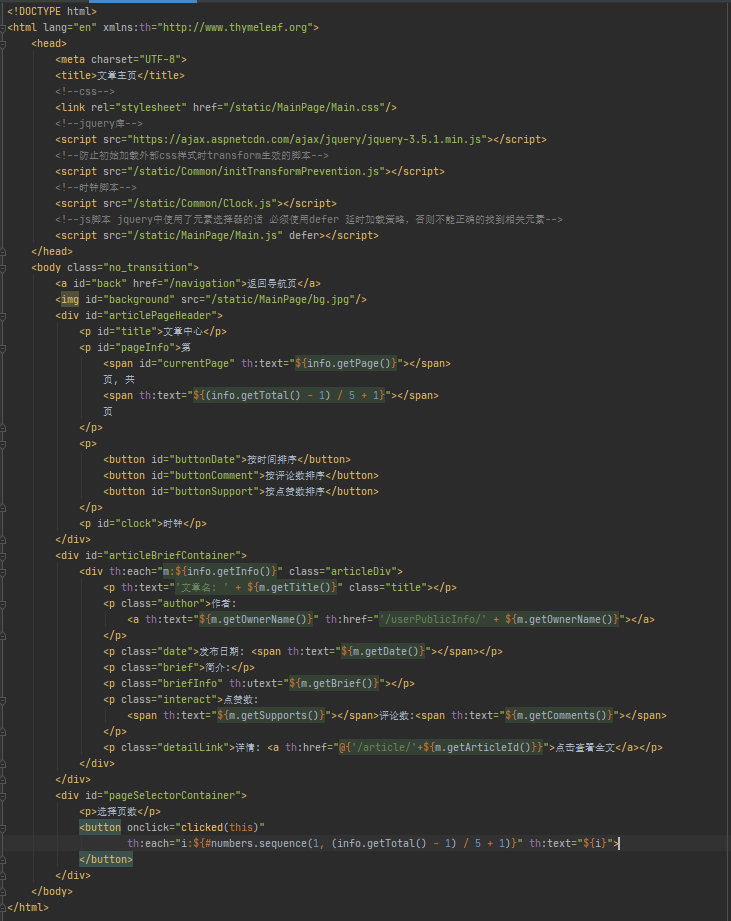 <!DOCTYPE html>
<html lang="en" xmlns:th="http://www.thymeleaf.org">
    <head>
        <meta charset="UTF-8">
        <title>文章主页</title>
        <!--css-->
        <link rel="stylesheet" href="/static/MainPage/Main.css"/>
        <!--jquery库-->
        <script src="https://ajax.aspnetcdn.com/ajax/jquery/jquery-3.5.1.min.js"></script>
        <!--防止初始加载外部css样式时transform生效的脚本-->
        <script src="/static/Common/initTransformPrevention.js"></script>
        <!--时钟脚本-->
        <script src="/static/Common/Clock.js"></script>
        <!--js脚本 jquery中使用了元素选择器的话 必须使用defer 延时加载策略，否则不能正确的找到相关元素-->
        <script src="/static/MainPage/Main.js" defer></script>
    </head>
    <body class="no_transition">
        <a id="back" href="/navigation">返回导航页</a>
        <img id="background" src="/static/MainPage/bg.jpg"/>
        <div id="articlePageHeader">
            <p id="title">文章中心</p>
            <p id="pageInfo">第
                <span id="currentPage" th:text="${info.getPage()}"></span>
                页, 共
                <span th:text="${(info.getTotal() - 1) / 5 + 1}"></span>
                页
            </p>
            <p>
                <button id="buttonDate">按时间排序</button>
                <button id="buttonComment">按评论数排序</button>
                <button id="buttonSupport">按点赞数排序</button>
            </p>
            <p id="clock">时钟</p>
        </div>
        <div id="articleBriefContainer">
            <div th:each="m:${info.getInfo()}" class="articleDiv">
                <p th:text="'文章名: ' + ${m.getTitle()}" class="title"></p>
                <p class="author">作者:
                    <a th:text="${m.getOwnerName()}" th:href="'/userPublicInfo/' + ${m.getOwnerName()}"></a>
                </p>
                <p class="date">发布日期: <span th:text="${m.getDate()}"></span></p>
                <p class="brief">简介:</p>
                <p class="briefInfo" th:utext="${m.getBrief()}"></p>
                <p class="interact">点赞数:
                    <span th:text="${m.getSupports()}"></span>评论数:<span th:text="${m.getComments()}"></span>
                </p>
                <p class="detailLink">详情: <a th:href="@{'/article/'+${m.getArticleId()}}">点击查看全文</a></p>
            </div>
        </div>
        <div id="pageSelectorContainer">
            <p>选择页数</p>
            <button onclick="clicked(this)"
                    th:each="i:${#numbers.sequence(1, (info.getTotal() - 1) / 5 + 1)}" th:text="${i}">
            </button>
        </div>
    </body>
</html>